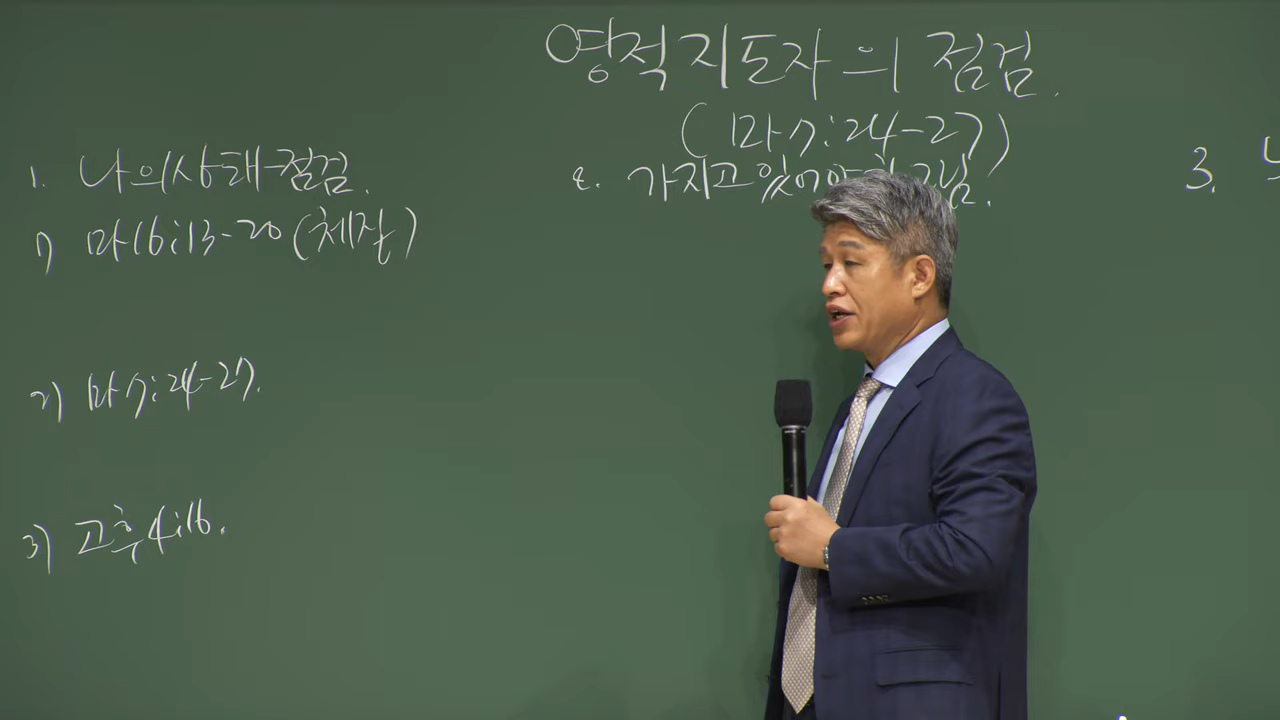 영적지도자의 점검.
(마7:24-27)
1. 나의상태-점검.
1) 마16:13-20 (체질)
2) 마7:24-27.
3) 고후4:16.
2. 가지고 있어야
3.